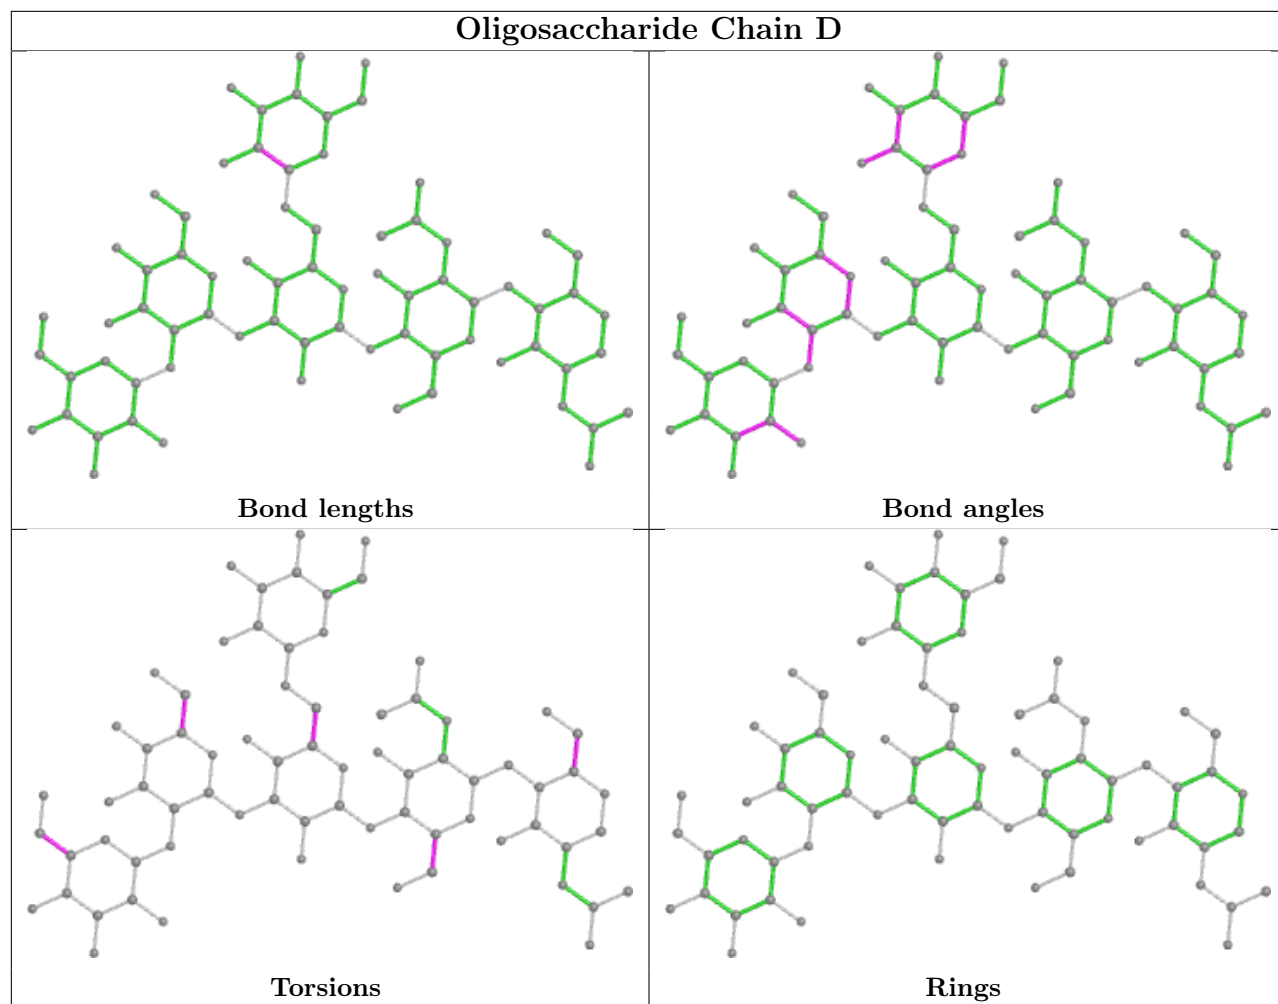 Oligosaccharide Chain D
Bond lengths
Bond angles
Torsions
Rings